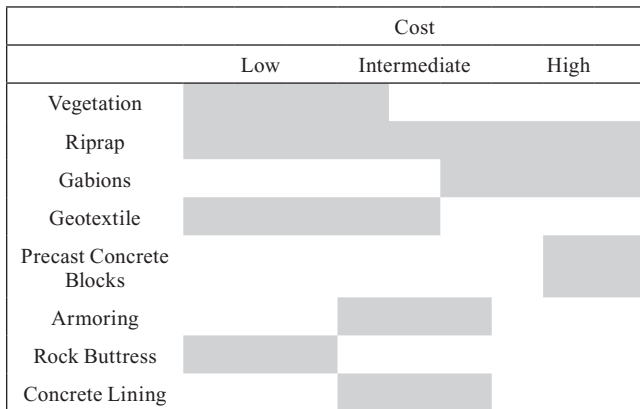 Cost
Low Intermediate High
Vegetation
Riprap
Gabions
Geotextile
Precast Concrete
Blocks
Armoring
Rock Buttress
Concrete Lining